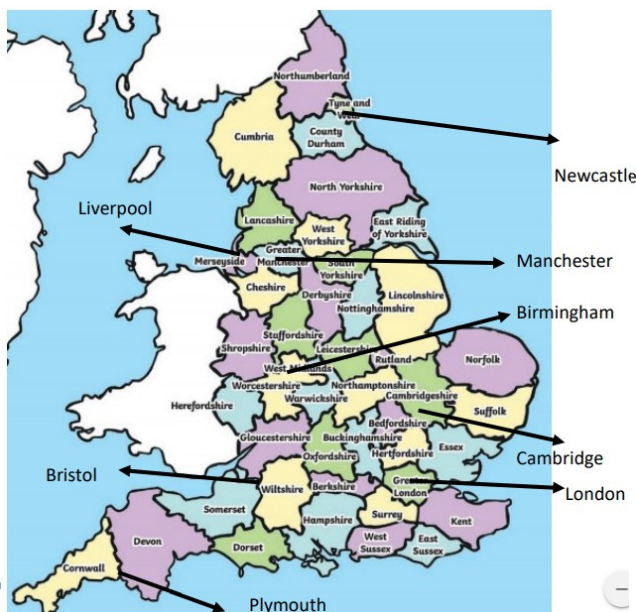 Northumberland
Tyne and
Wear
Cumbria
County
Durham
Newcastle
North Yorkshire
Liverpool
Lancashire
West
Yorkshire
East Riding
of Yorkshire
Merseyside
Greater
Manchester
South
Yorkshire
Manchester
Cheshire
Derbyshire
Nottinghamshire
Lincolnshire
Birmingham
Staffordshire
Shropshire
Leicestershire
Rutland
Norfolk
West Midlands
Worcestershire
Warwickshire
Northamptonshire
Cambridgeshire
Suffolk
Herefordshire
Bedfordshire
Gloucestershire
Buckinghamshire
Hertfordshire
Essex
Oxfordshire
Cambridge
Bristol
Wiltshire
Berkshire
Greater
London
London
Somerset
Hampshire
Surrey
Kent
Devon
Dorset
West
Sussex
East
Sussex
Cornwall
Plymouth